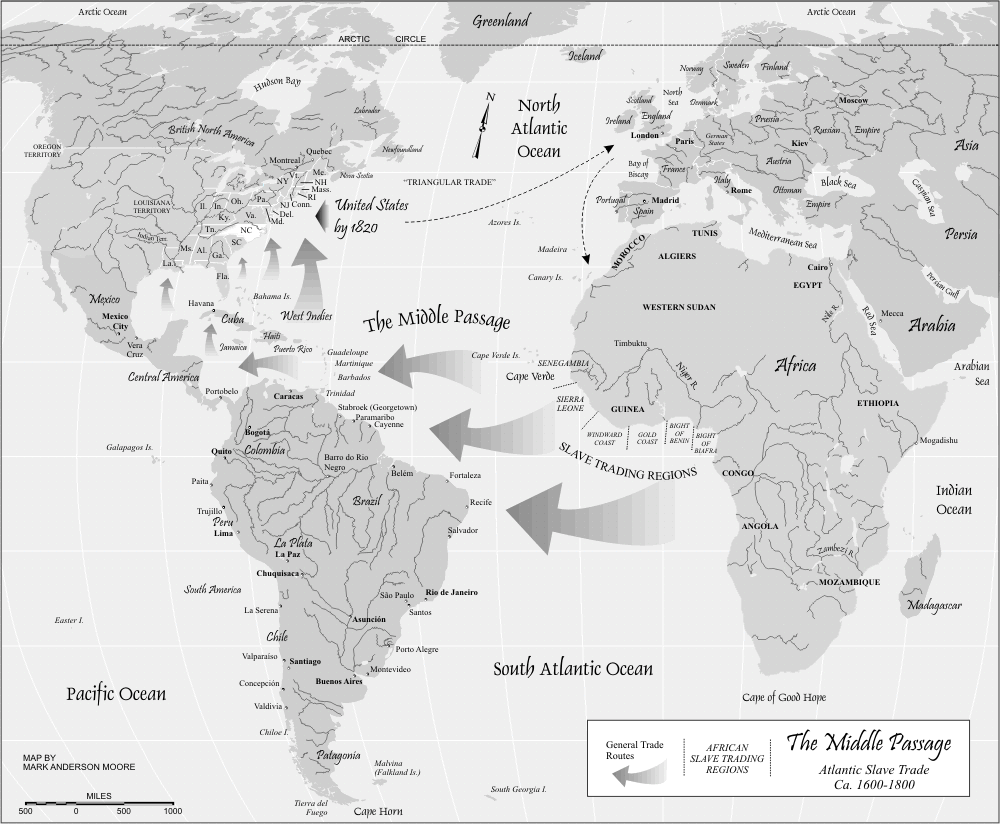 Arctic Ocean
Greenland
Arctic Ocean
ARCTIC CIRCLE
Iceland
Norway
Sweden
Finland
Hudson Bay
N
North
Atlantic
Ocean
Scotland
North
Sea
Denmark
Moscow
Labrador
Ireland
England
Prussia
Russian Empire
British North America
London
Paris
German
States
Kiev
Asia
OREGON
TERRITORY
Quebec
Montreal
Newfoundland
Bay of
Biscay
France
Austria
Vt.
Me.
Nova Scotia
NH
NY
Mass.
RI
"TRIANGULAR TRADE"
Italy
Rome
Ottoman
Empire
Black Sea
Caspian
Sea
LOUISIANA
TERRITORY
Il.
In.
Oh.
Pa.
NJ
Conn.
Del.
Md.
Ky.
Va.
United States
by 1820
Portugal
Madrid
Spain
Azores Is.
Indian Terr.
Tn.
NC
SC
Ms.
Al.
Ga.
La.
Fla.
TUNIS
Mediterranean Sea
Persia
Madeira
MOROCCO
ALGIERS
Canary Is.
Cairo
EGYPT
Persian Gulf
Mexico
Mexico
City
Vera
Cruz
Havana
Bahama Is.
Cuba
West Indies
The Middle Passage
WESTERN SUDAN
Nile R.
Red Sea
Mecca
Arabia
Haiti
Jamaica
Puerto Rico
Guadeloupe
Martinique
Barbados
Trinidad
Cape Verde Is.
Timbuktu
SENEGAMBIA
Cape Verde
Niger R.
Africa
Arabian
Sea
Central America
Portobelo
Caracas
Stabroek (Georgetown)
Paramaribo
Cayenne
SIERRA
LEONE
GUINEA
ETHIOPIA
WINDWARD
COAST
GOLD
COAST
BIGHT
OF
BENIN
BIGHT
OF
BIAFRA
Bogotá
Colombia
Galapagos Is.
Quito
Barro do Rio
Negro
Belém
Fortaleza
SLAVE TRADING REGIONS
Mogadishu
CONGO
Paita
Brazil
Recife
Indian
Ocean
Trujillo
Peru
Lima
Salvador
ANGOLA
La Plata
La Paz
Zambezi R.
Chuquisaca
MOZAMBIQUE
South America
São Paulo
Rio de Janeiro
Santos
Madagascar
La Serena
Easter I.
Asunción
Chile
Porto Alegre
Valparaíso
Santiago
Montevideo
Buenos Aires
South Atlantic Ocean
Concepción
Pacific Ocean
Cape of Good Hope
Valdivia
Chiloe I.
Patagonia
Malvina
(Falkland Is.)
South Georgia I.
Tierra del
Fuego
Cape Horn
MAP BY
MARK ANDERSON MOORE
MILES
500 0 500 1000
General Trade
Routes
AFRICAN
SLAVE TRADING
REGIONS
The Middle Passage
Atlantic Slave Trade
Ca. 1600-1800